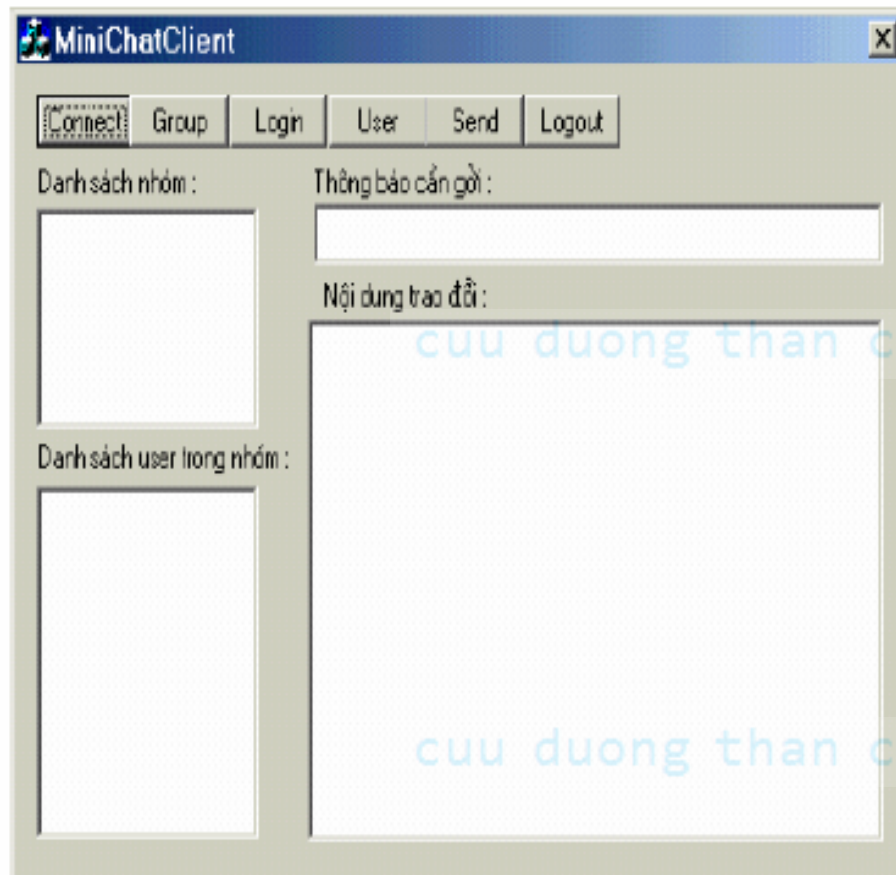 MiniChatClient
Connect Group Login User Send Logout
Danh sách nhóm :
Thông báo cần gởi :
Nội dung trao đổi :
cuu duong than c
Danh sách user trong nhóm :
cuu duong than c